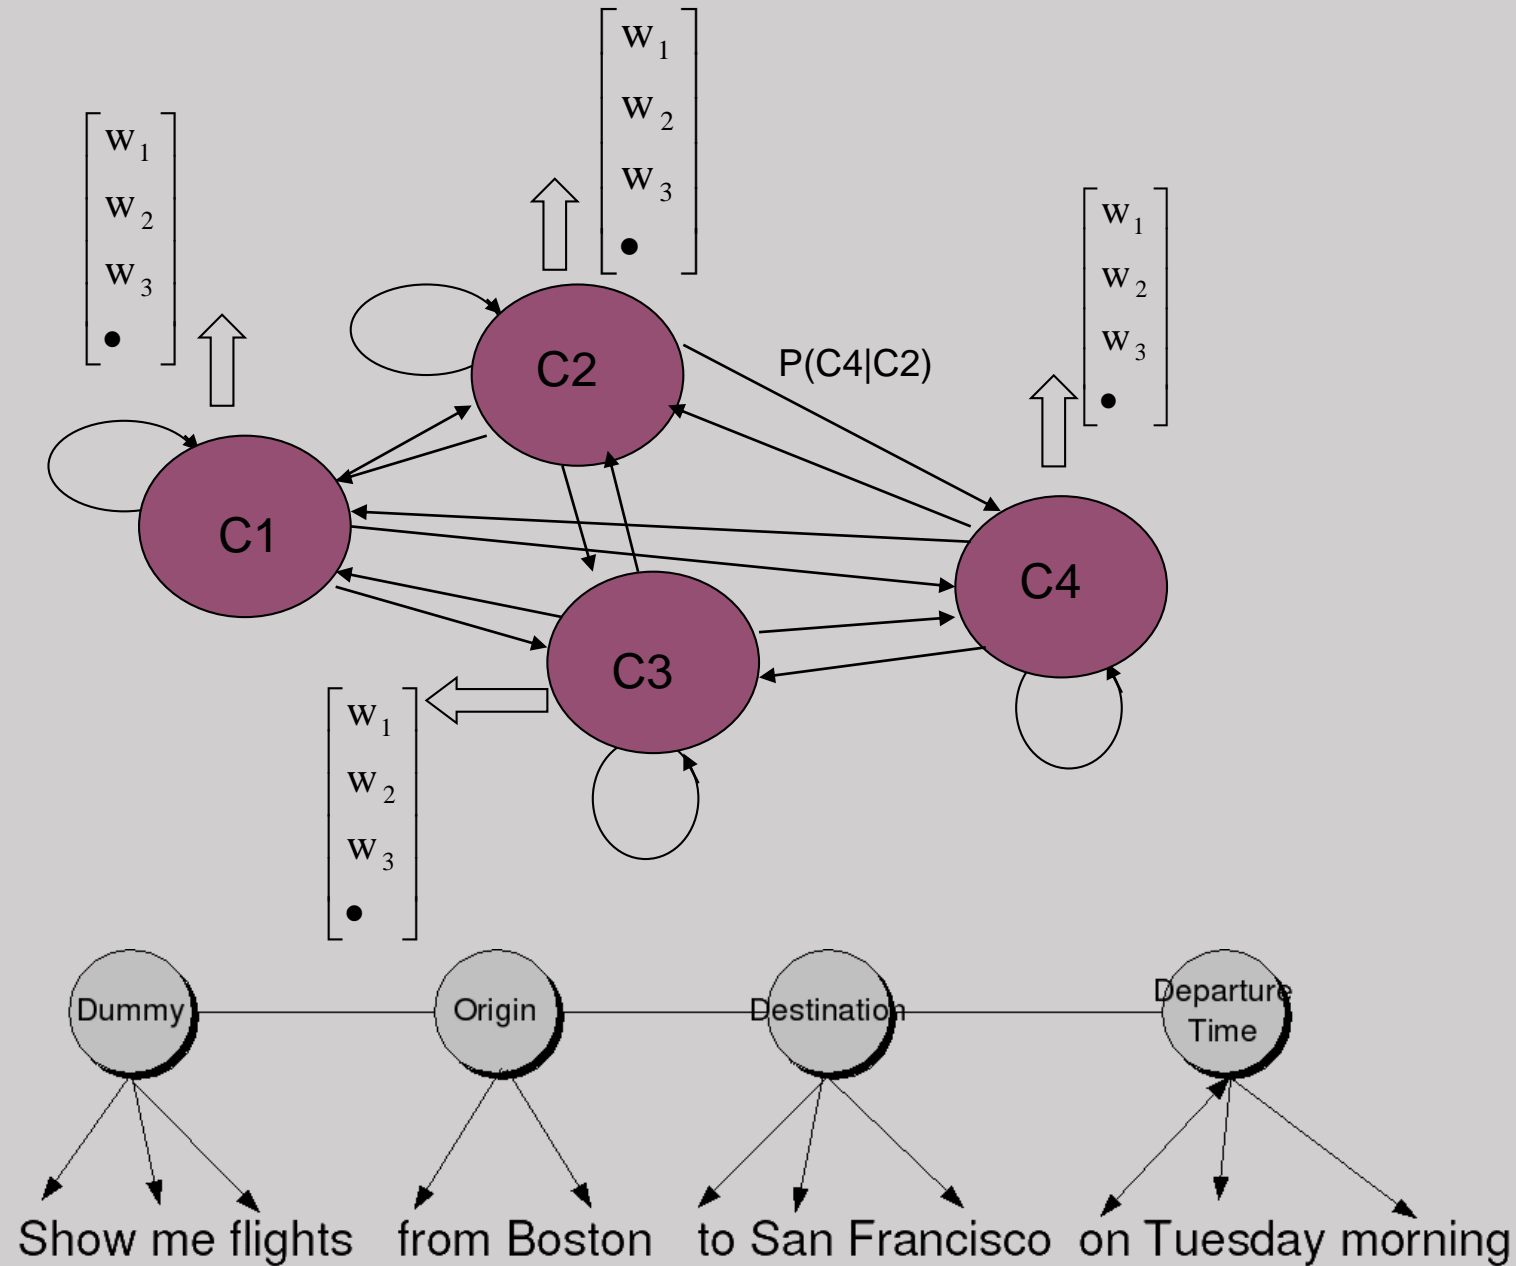 w1
w2
w3
•
w1
w2
w3
•
w1
w2
w3
•
C2
P(C4|C2)
C1
C4
C3
w1
w2
w3
•
Dummy
Origin
Destination
Departure
Time
Show me flights from Boston to San Francisco on Tuesday morning